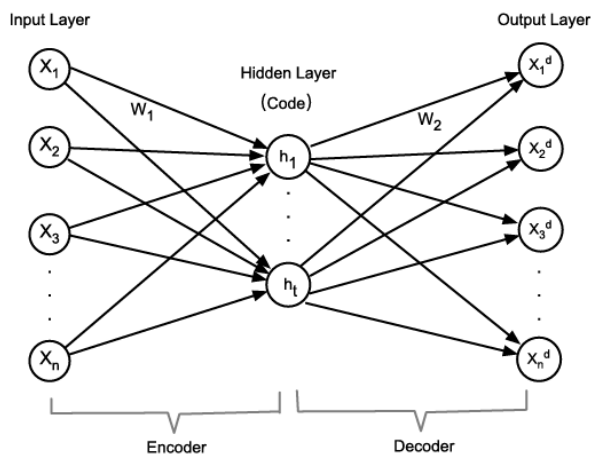 Input Layer
Output Layer
X1
X1d
Hidden Layer
(Code)
W1
W2
X2
h1
X2d
X3
X3d
ht
Xn
Xnd
Encoder
Decoder